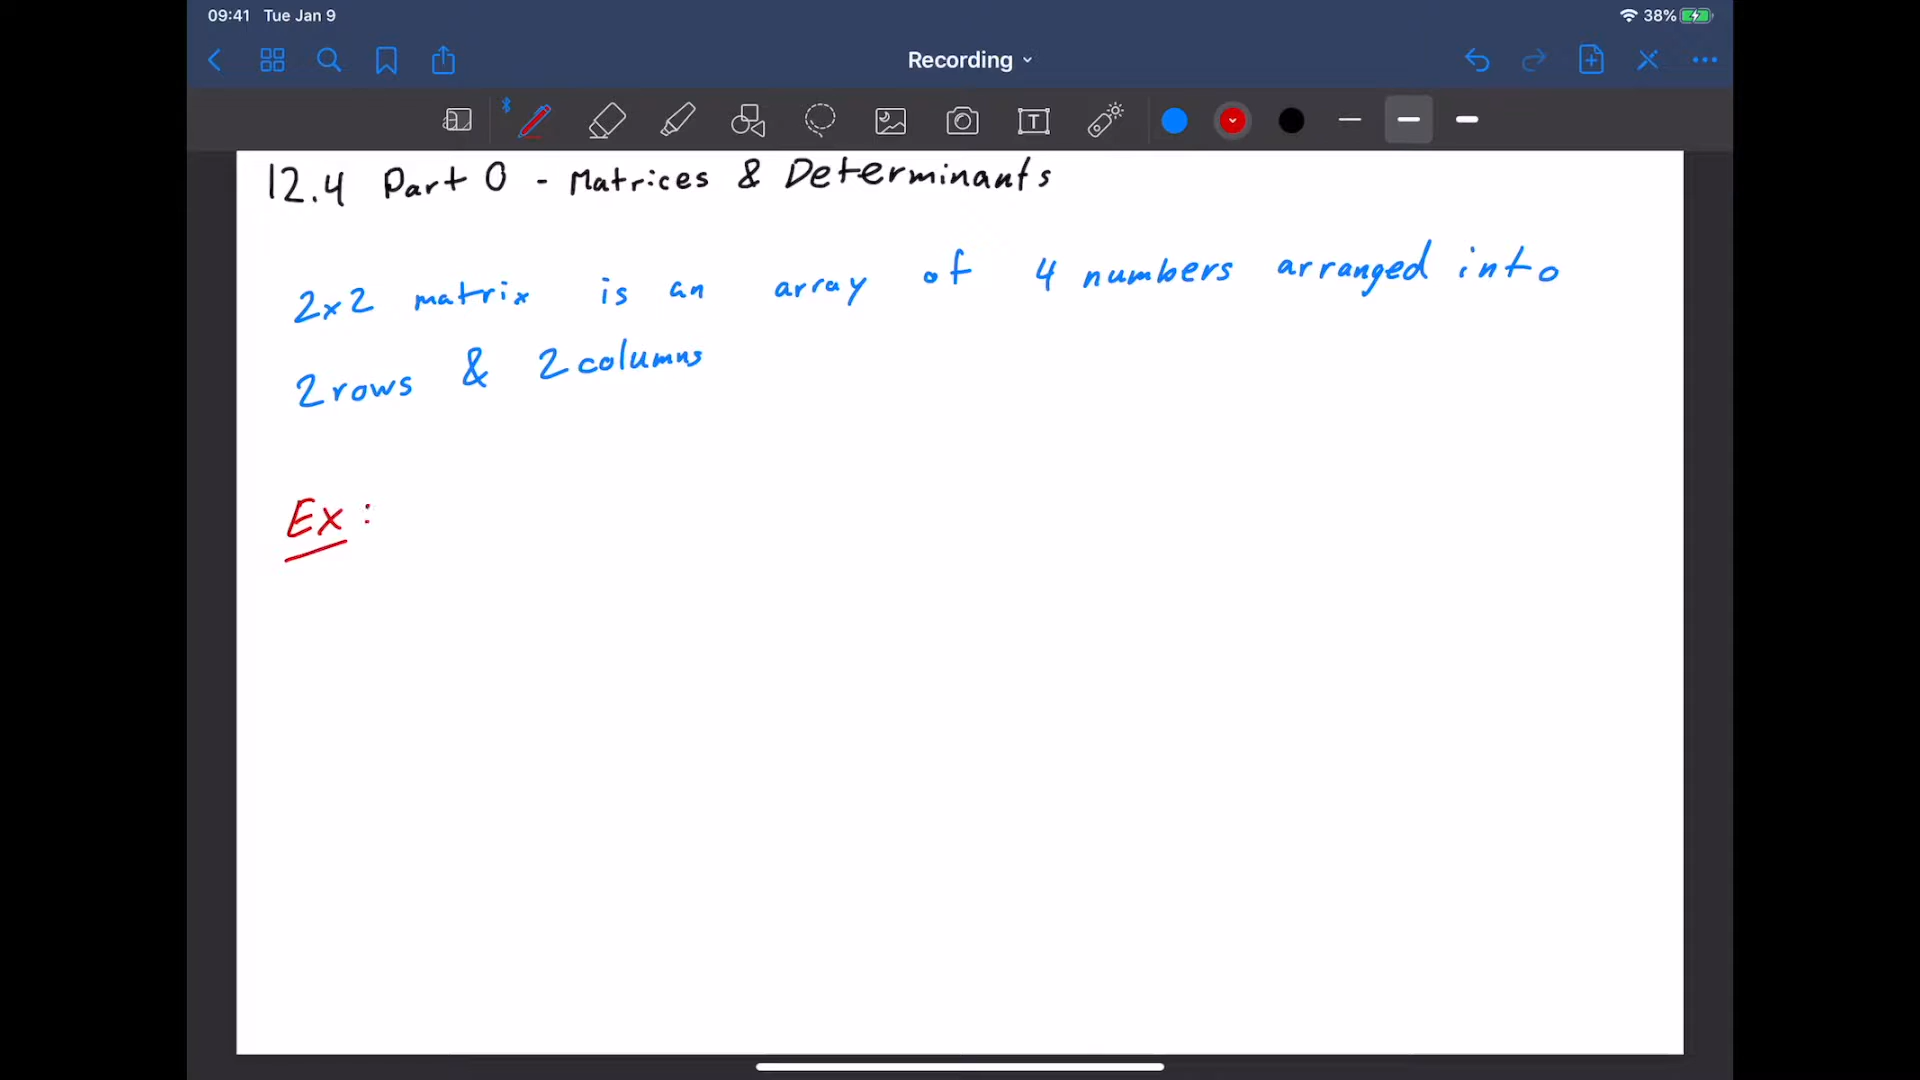 09:41 Tue Jan 9
38%
Recording
T
12.4 Part 0 - Matrices & Determinants
2x2 matrix is an array of 4 numbers arranged into
2 rows & 2 columns
Ex: